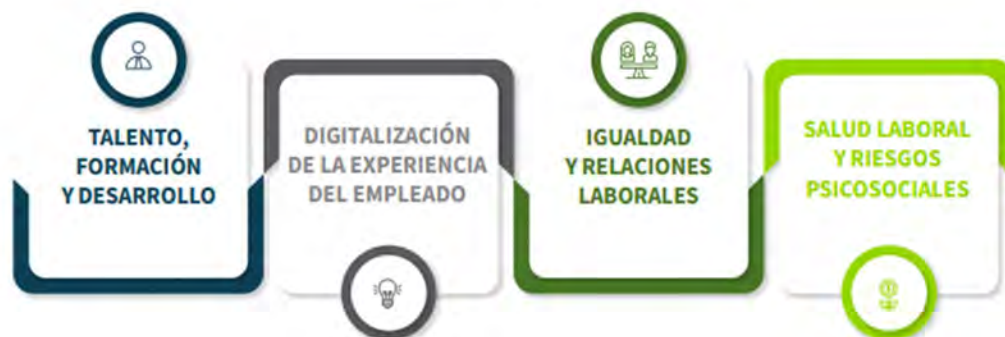 TALENTO,
FORMACIÓN
Y DESARROLLO
DIGITALIZACIÓN
DE LA EXPERIENCIA
DEL EMPLEADO
IGUALDAD
Y RELACIONES
LABORALES
SALUD LABORAL
Y RIESGOS
PSICOSOCIALES